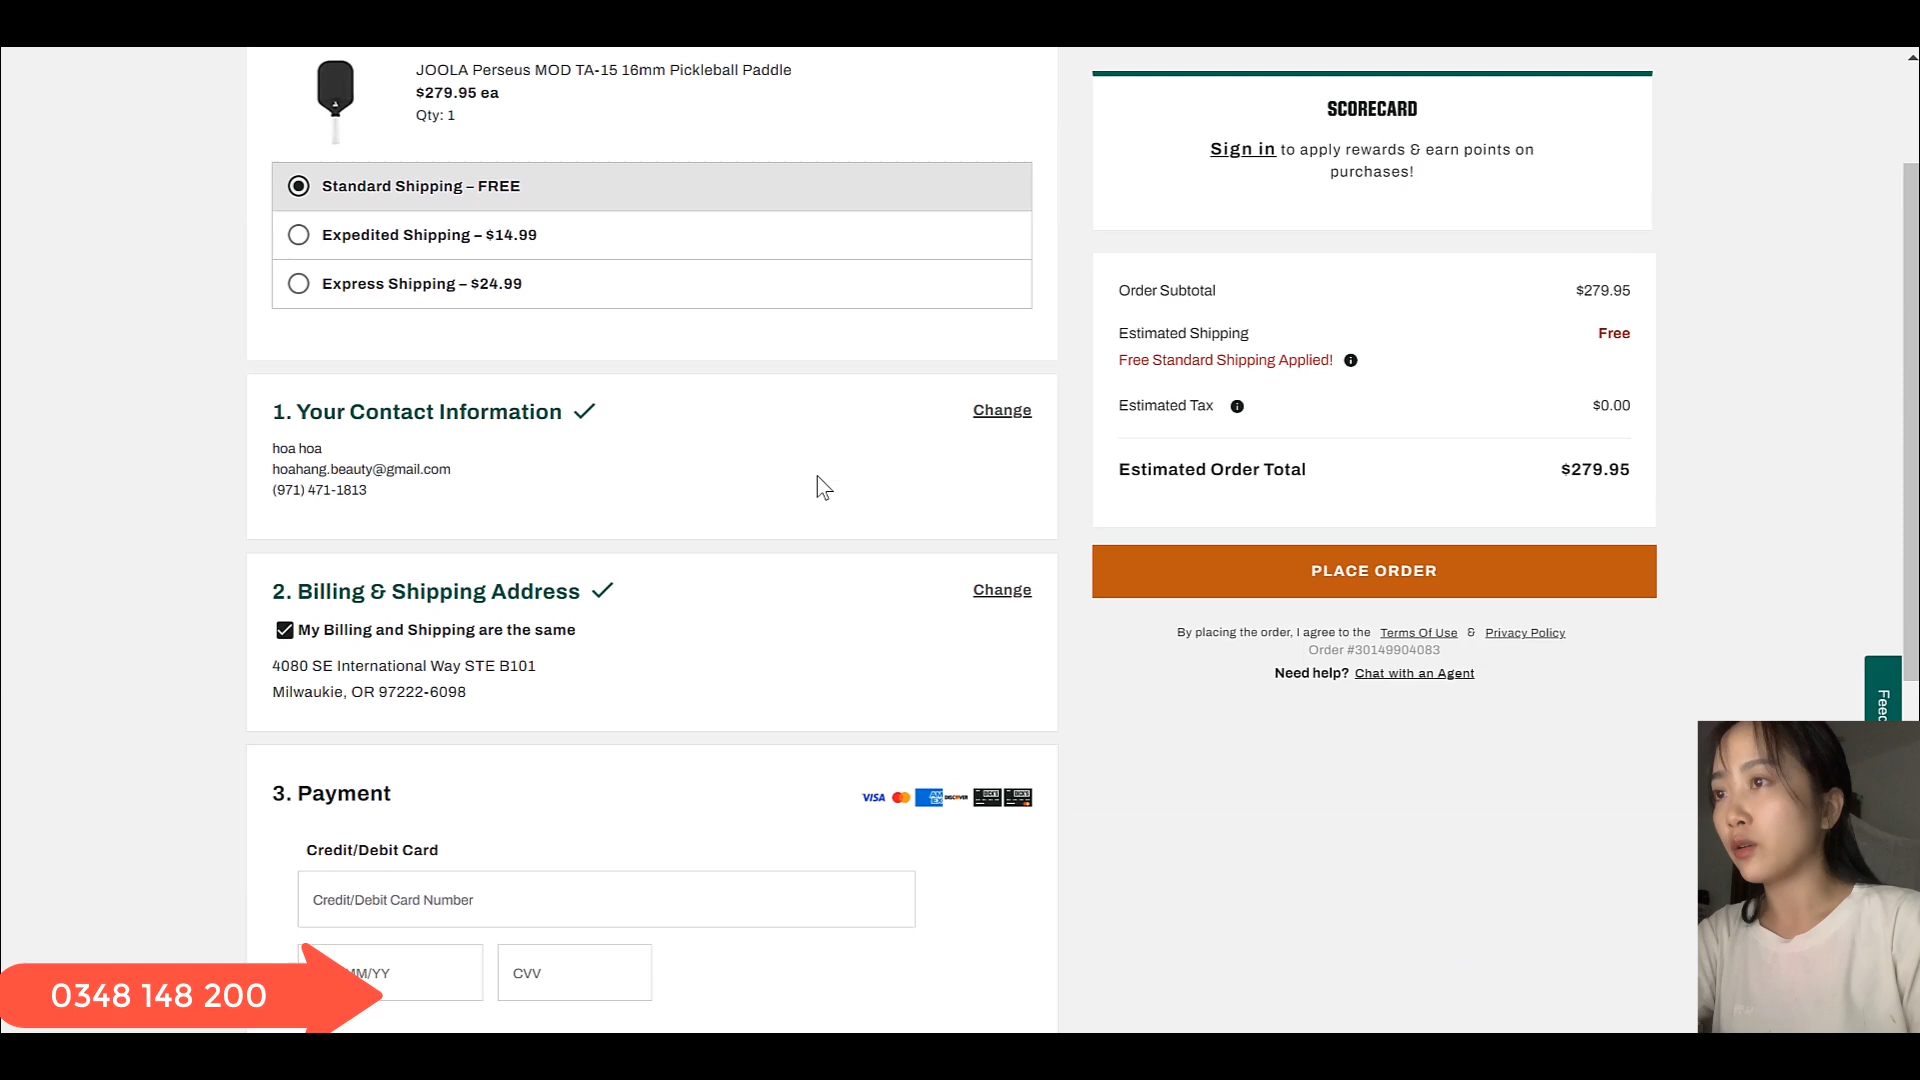 JOOLA Perseus MOD TA-15 16mm Pickleball Paddle
$279.95 ea
Qty: 1
Standard Shipping – FREE
Expedited Shipping – $14.99
Express Shipping – $24.99
1. Your Contact Information
Change
hoa hoa
hoahang.beauty@gmail.com
(971) 471-1813
2. Billing & Shipping Address
Change
My Billing and Shipping are the same
4080 SE International Way STE B101
Milwaukie, OR 97222-6098
3. Payment
VISA
AMEX
DISCOVER
Credit/Debit Card
Credit/Debit Card Number
MM/YY
CVV
0348 148 200
SCORECARD
Sign in to apply rewards & earn points on
purchases!
Order Subtotal
$279.95
Estimated Shipping
Free
Free Standard Shipping Applied!
Estimated Tax
$0.00
Estimated Order Total
$279.95
PLACE ORDER
By placing the order, I agree to the Terms Of Use & Privacy Policy
Order #30149904083
Need help? Chat with an Agent